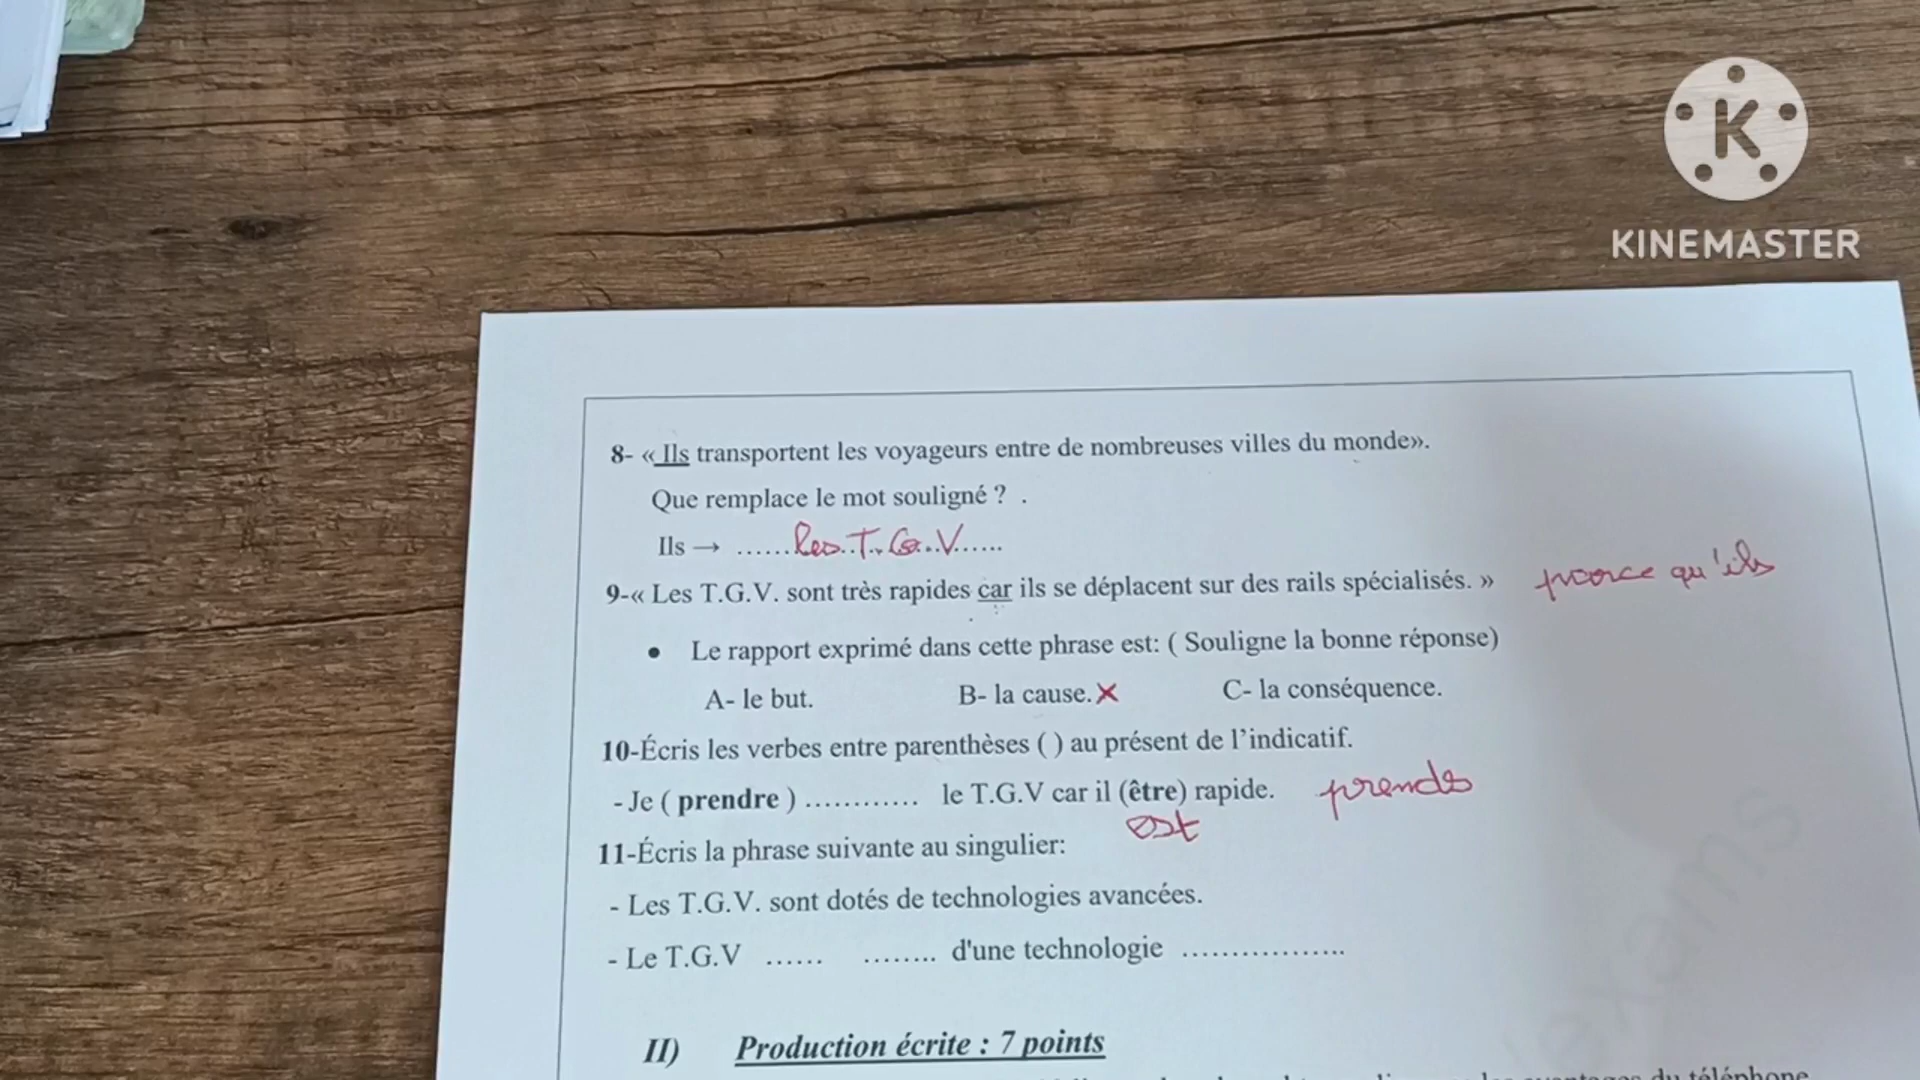 KINEMASTER
8- « Ils transportent les voyageurs entre de nombreuses villes du monde».
Que remplace le mot souligné ? .
Ils → ......les..T..G..V......
9-« Les T.G.V. sont très rapides car ils se déplacent sur des rails spécialisés. » parce qu'ils
• Le rapport exprimé dans cette phrase est: ( Souligne la bonne réponse)
A- le but. B- la cause.X C- la conséquence.
10-Écris les verbes entre parenthèses ( ) au présent de l’indicatif.
- Je ( prendre ) ............ le T.G.V car il (être) rapide. prends
est
11-Écris la phrase suivante au singulier:
- Les T.G.V. sont dotés de technologies avancées.
- Le T.G.V ...... ........ d'une technologie .................
II) Production écrite : 7 points
du téléphone